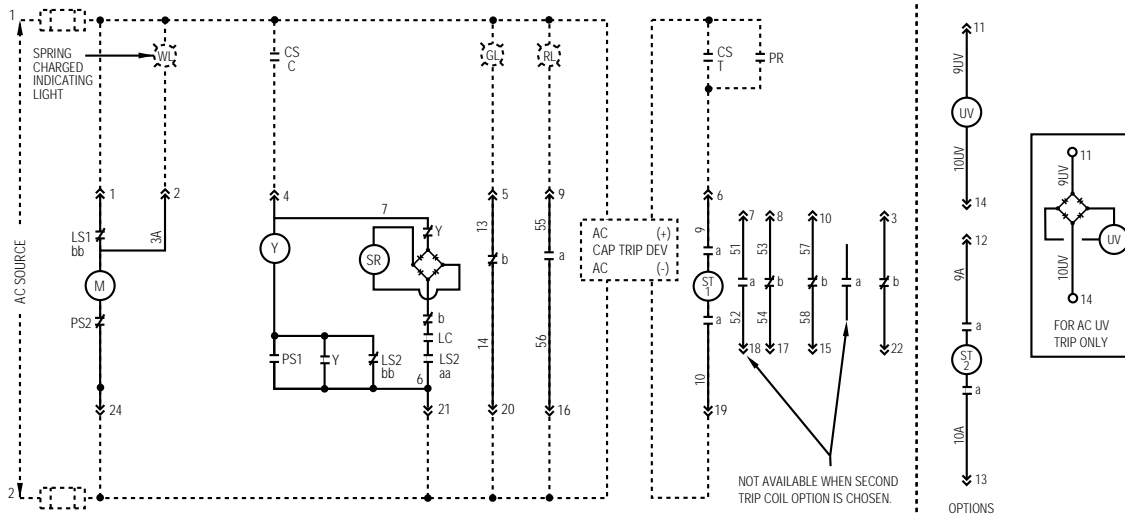 1
SPRING
CHARGED
INDICATING
LIGHT
WL
CS
C
GL
RL
CS
T
PR
11
9UV
UV
10UV
14
11
9UV
UV
10UV
14
FOR AC UV
TRIP ONLY
1
2
4
5
9
6
7
8
10
3
12
LS1
bb
3A
M
PS2
24
AC SOURCE
7
Y
Y
SR
b
LC
LS2
aa
PS1
Y
LS2
bb
6
21
13
b
14
20
55
a
56
16
AC (+)
CAP TRIP DEV
AC (-)
9
a
ST
1
a
10
19
51
a
52
18
53
b
54
17
57
b
58
15
a
b
22
9A
a
ST
2
a
10A
13
2
NOT AVAILABLE WHEN SECOND
TRIP COIL OPTION IS CHOSEN.
OPTIONS